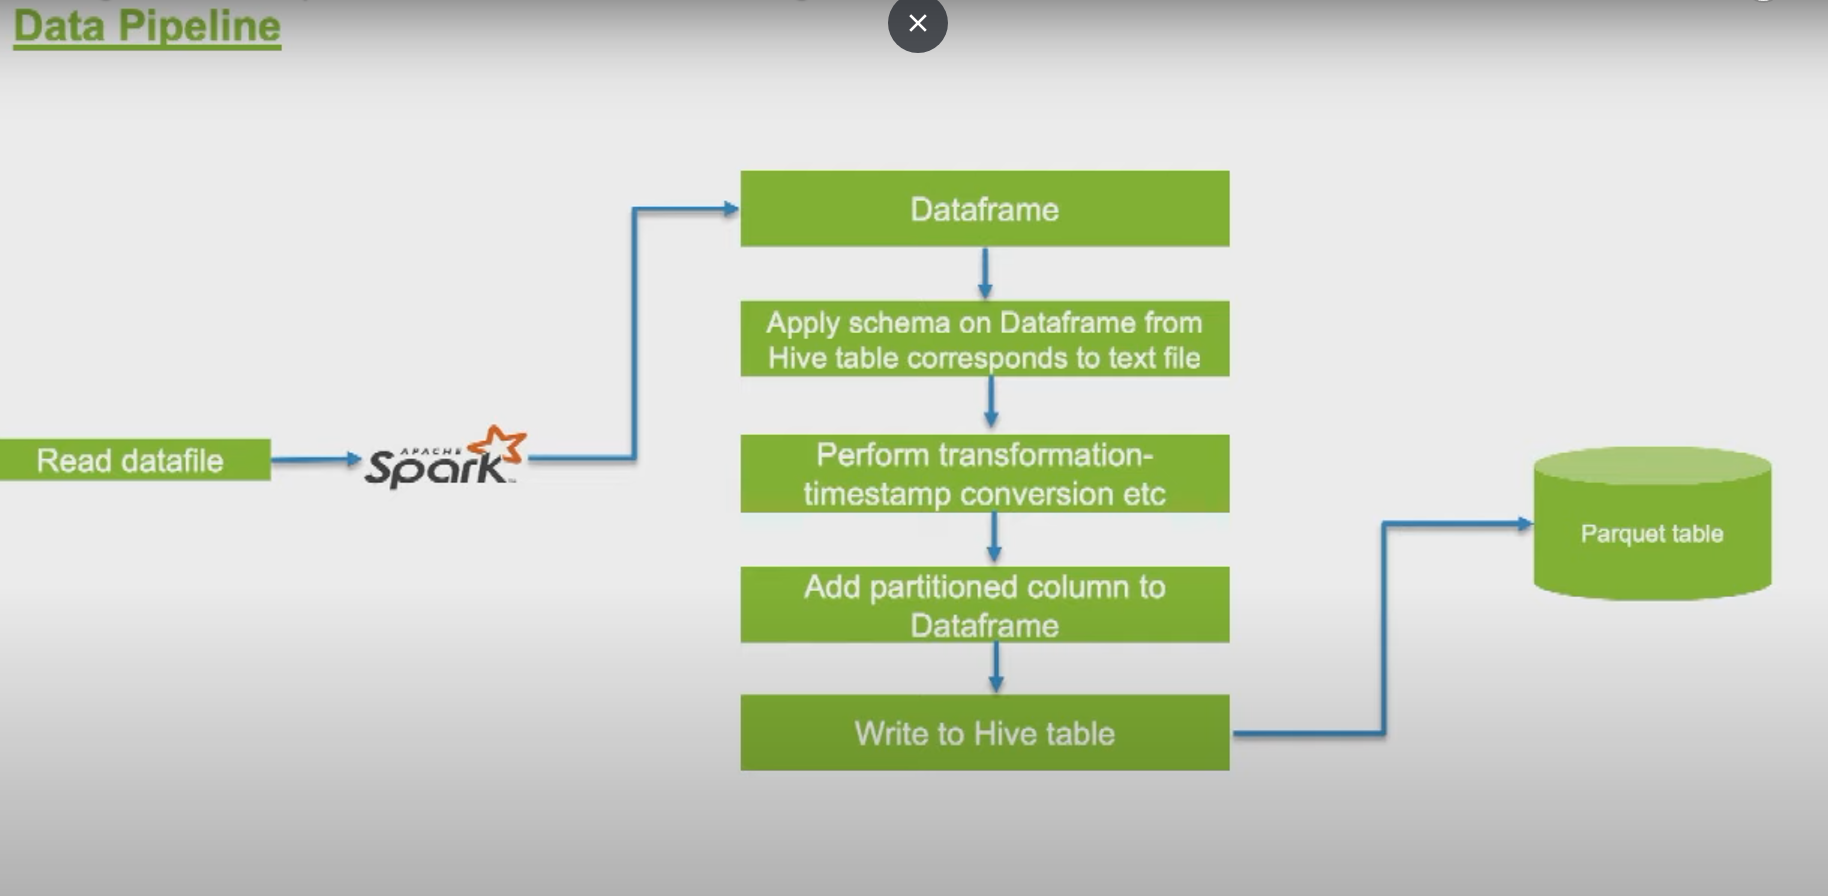 Data Pipeline
Dataframe
Apply schema on Dataframe from
Hive table corresponds to text file
Perform transformation-
timestamp conversion etc
Add partitioned column to
Dataframe
Write to Hive table
Read datafile
APACHE
Spark
Parquet table